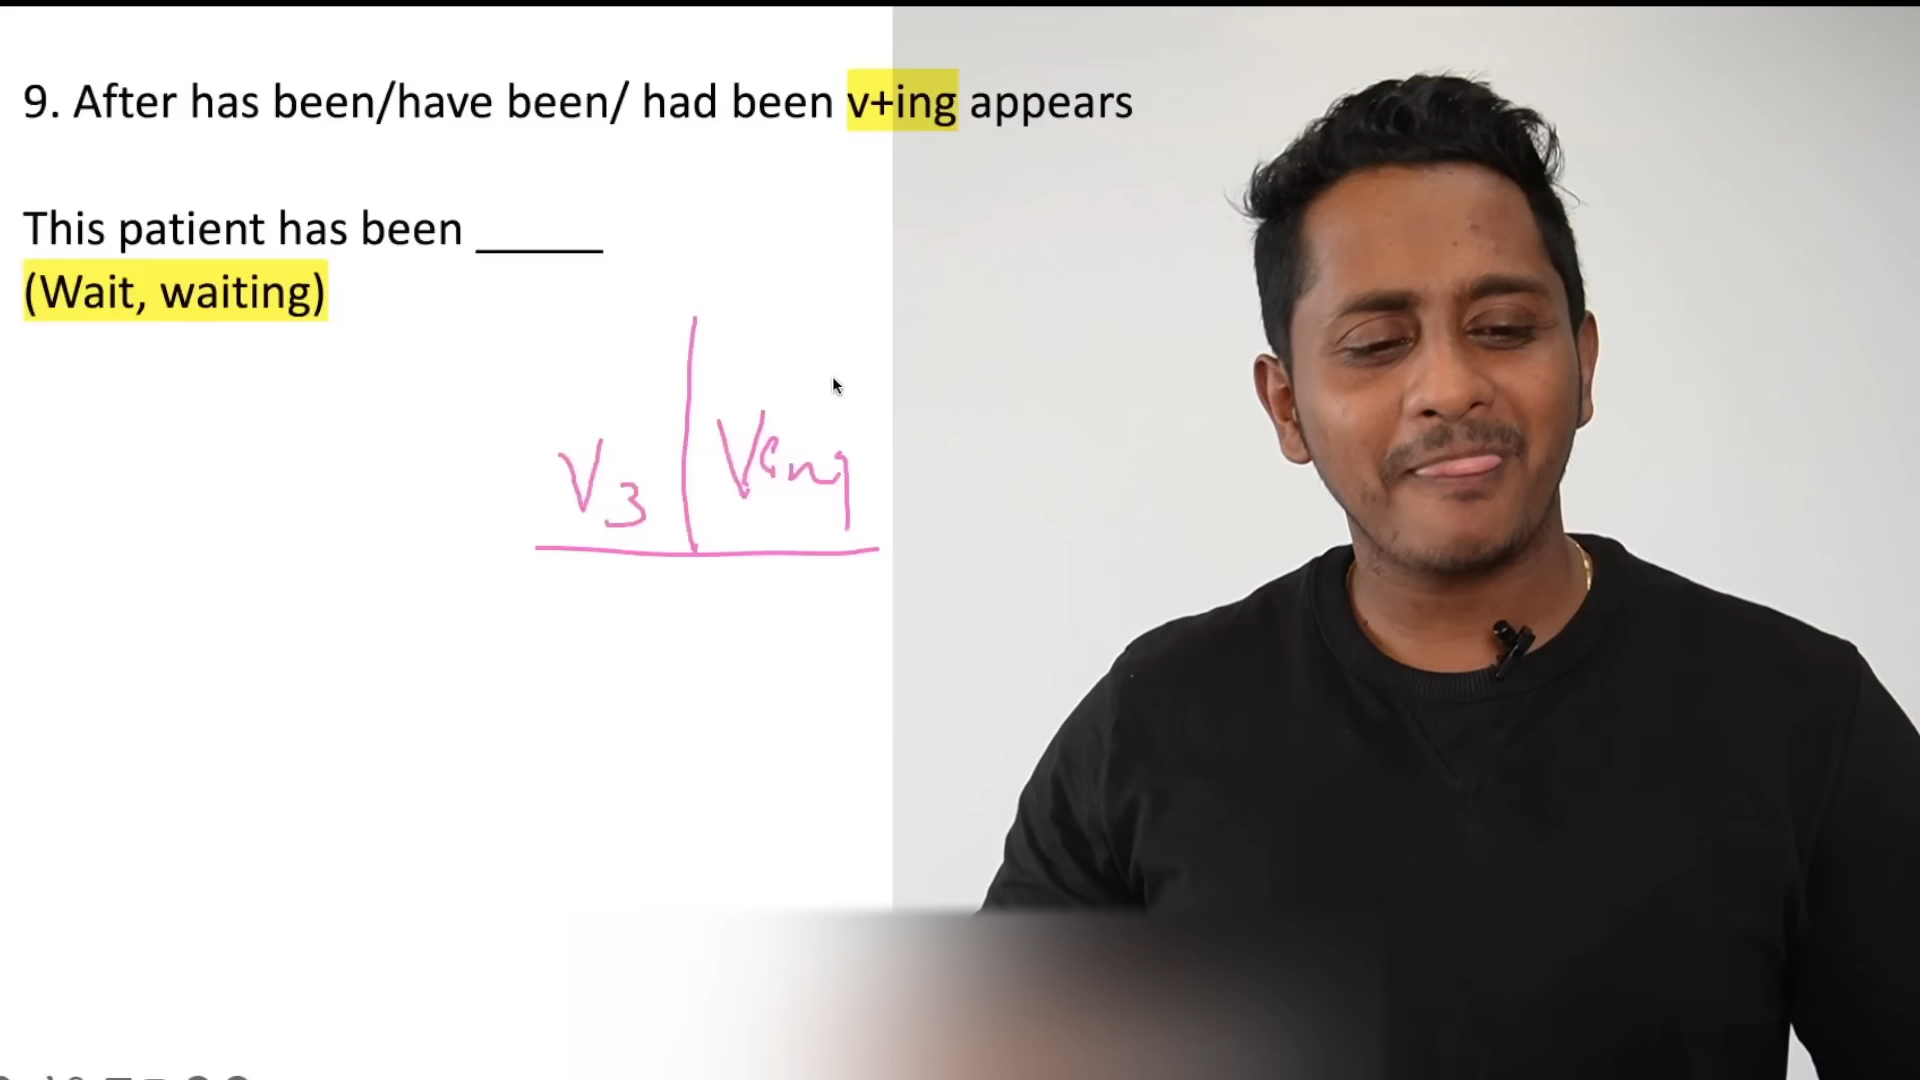 9. After has been/have been/ had been v+ing appears
This patient has been ______
(Wait, waiting)
V3 Ving